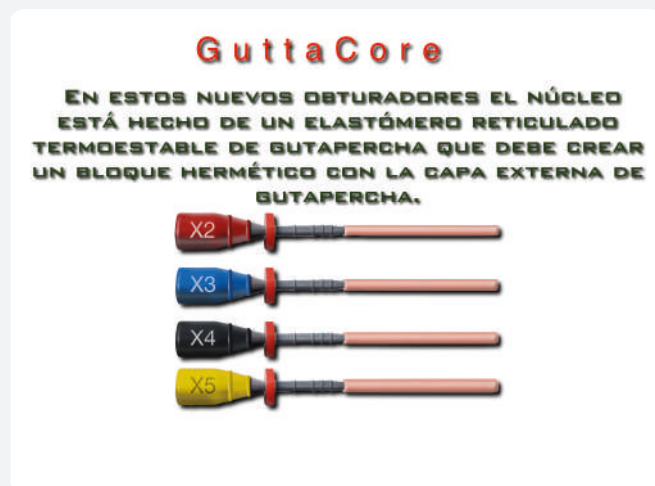 GuttaCore
EN ESTOS NUEVOS OBTURADORES EL NÚCLEO
ESTÁ HECHO DE UN ELASTÓMERO RETICULADO
TERMOESTABLE DE GUTAPERCHA QUE DEBE CREAR
UN BLOQUE HERMÉTICO CON LA CAPA EXTERNA DE
GUTAPERCHA.
X2
X3
X4
X5